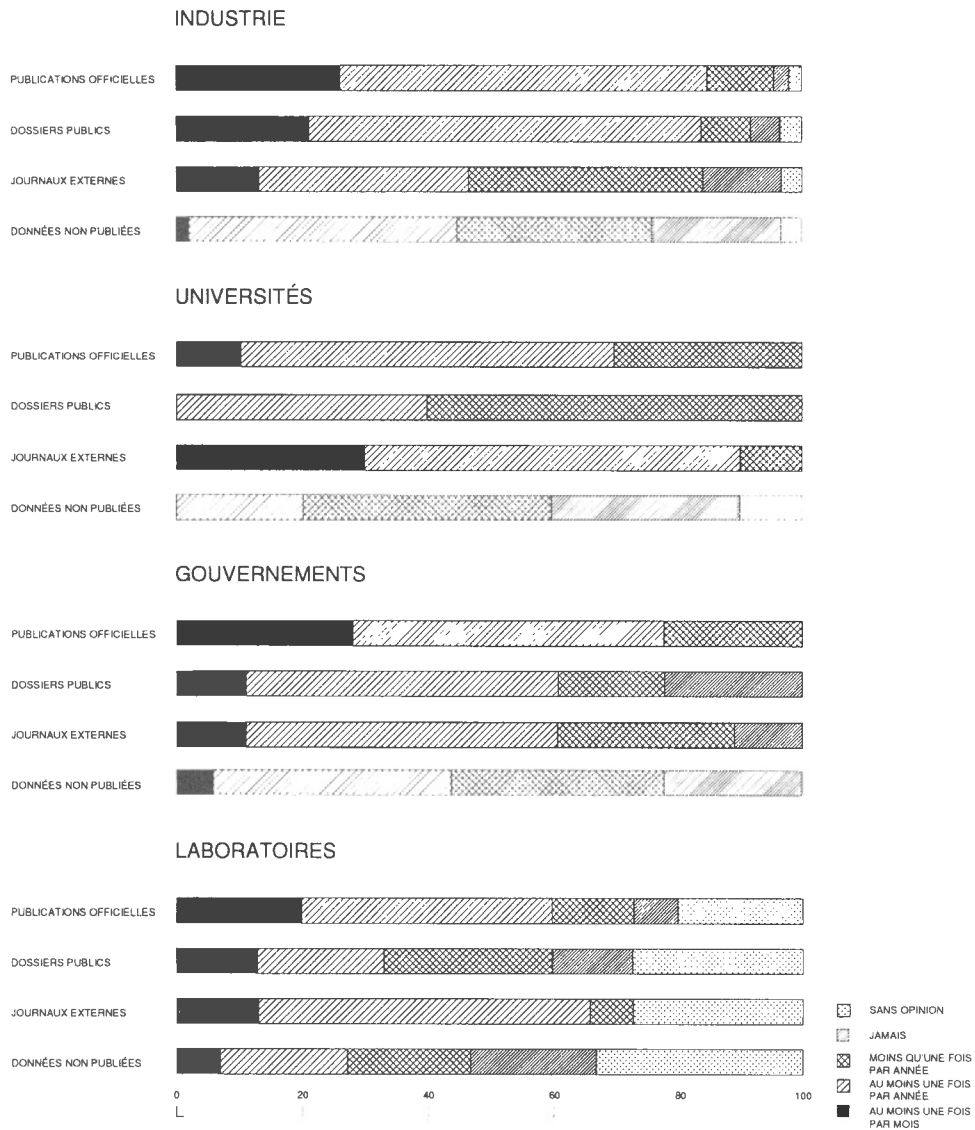 INDUSTRIE
PUBLICATIONS OFFICIELLES
DOSSIERS PUBLICS
JOURNAUX EXTERNES
DONNÉES NON PUBLIÉES
UNIVERSITÉS
PUBLICATIONS OFFICIELLES
DOSSIERS PUBLICS
JOURNAUX EXTERNES
DONNÉES NON PUBLIÉES
GOUVERNEMENTS
PUBLICATIONS OFFICIELLES
DOSSIERS PUBLICS
JOURNAUX EXTERNES
DONNÉES NON PUBLIÉES
LABORATOIRES
PUBLICATIONS OFFICIELLES
DOSSIERS PUBLICS
JOURNAUX EXTERNES
DONNÉES NON PUBLIÉES
0 20 40 60 80 100
SANS OPINION
JAMAIS
MOINS QU'UNE FOIS
PAR ANNÉE
AU MOINS UNE FOIS
PAR ANNÉE
AU MOINS UNE FOIS
PAR MOIS